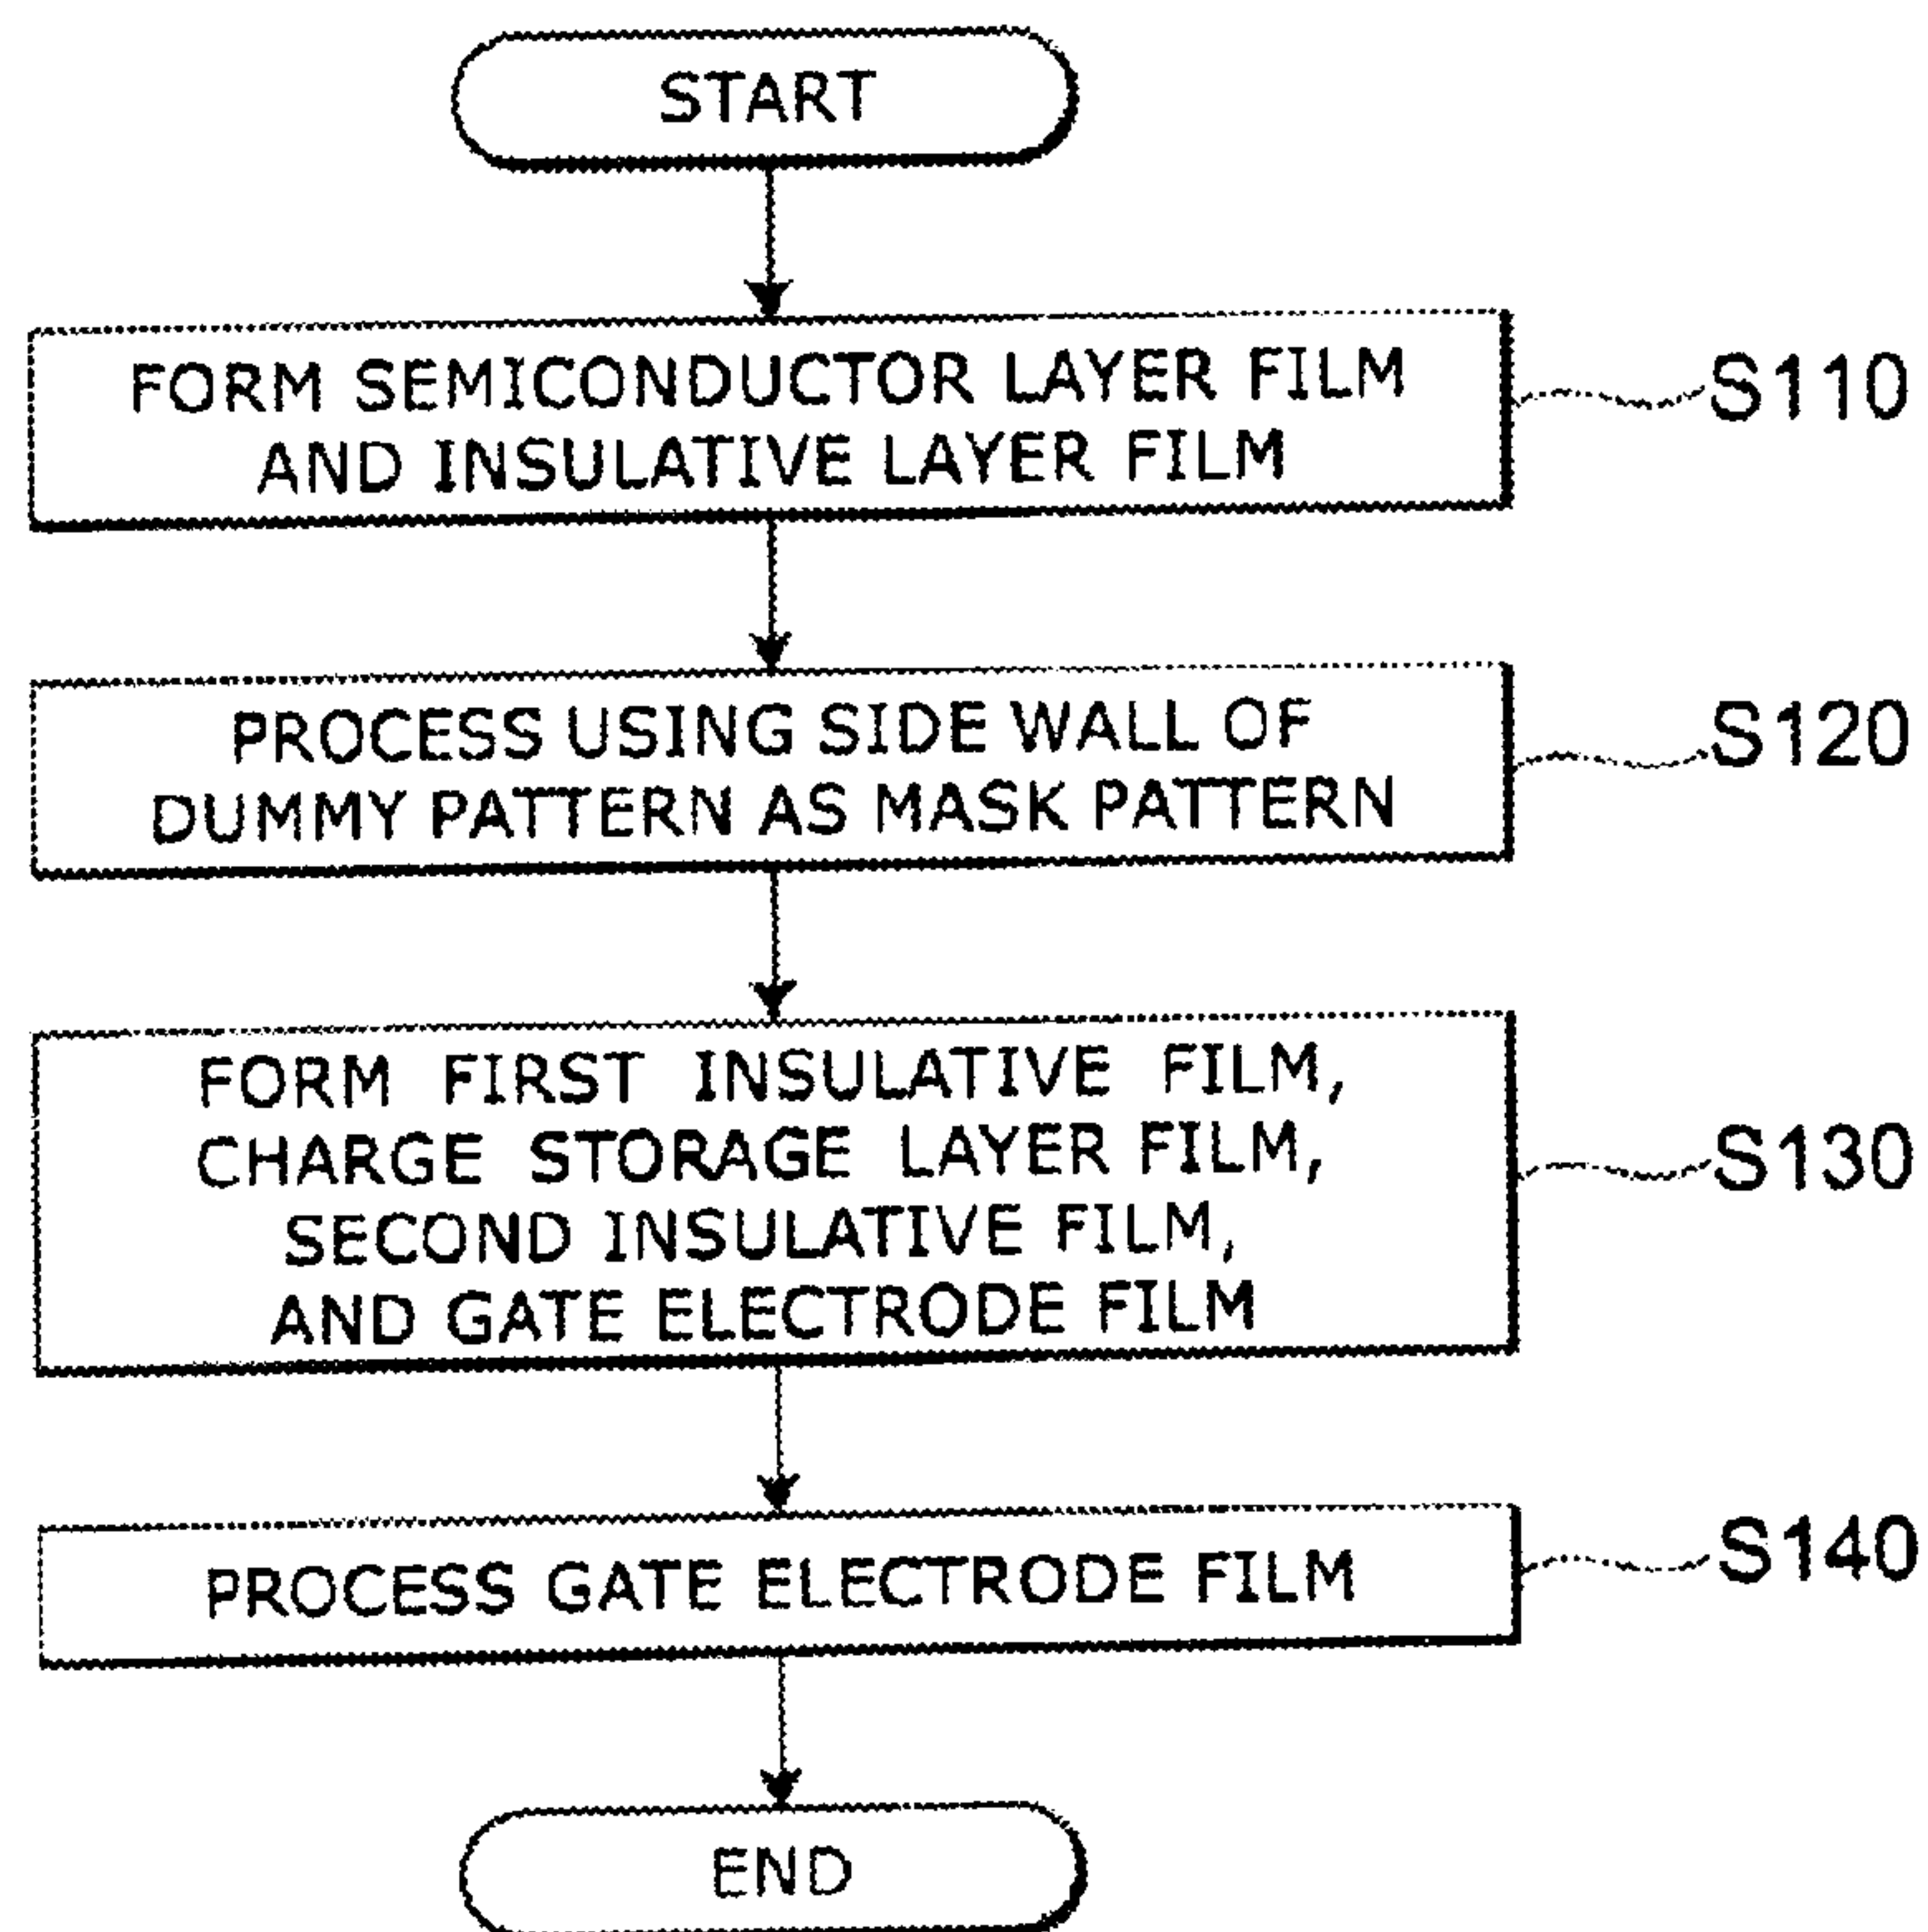 START
FORM SEMICONDUCTOR LAYER FILM
AND INSULATIVE LAYER FILM
S110
PROCESS USING SIDE WALL OF
DUMMY PATTERN AS MASK PATTERN
S120
FORM FIRST INSULATIVE FILM,
CHARGE STORAGE LAYER FILM,
SECOND INSULATIVE FILM,
AND GATE ELECTRODE FILM
S130
PROCESS GATE ELECTRODE FILM
S140
END